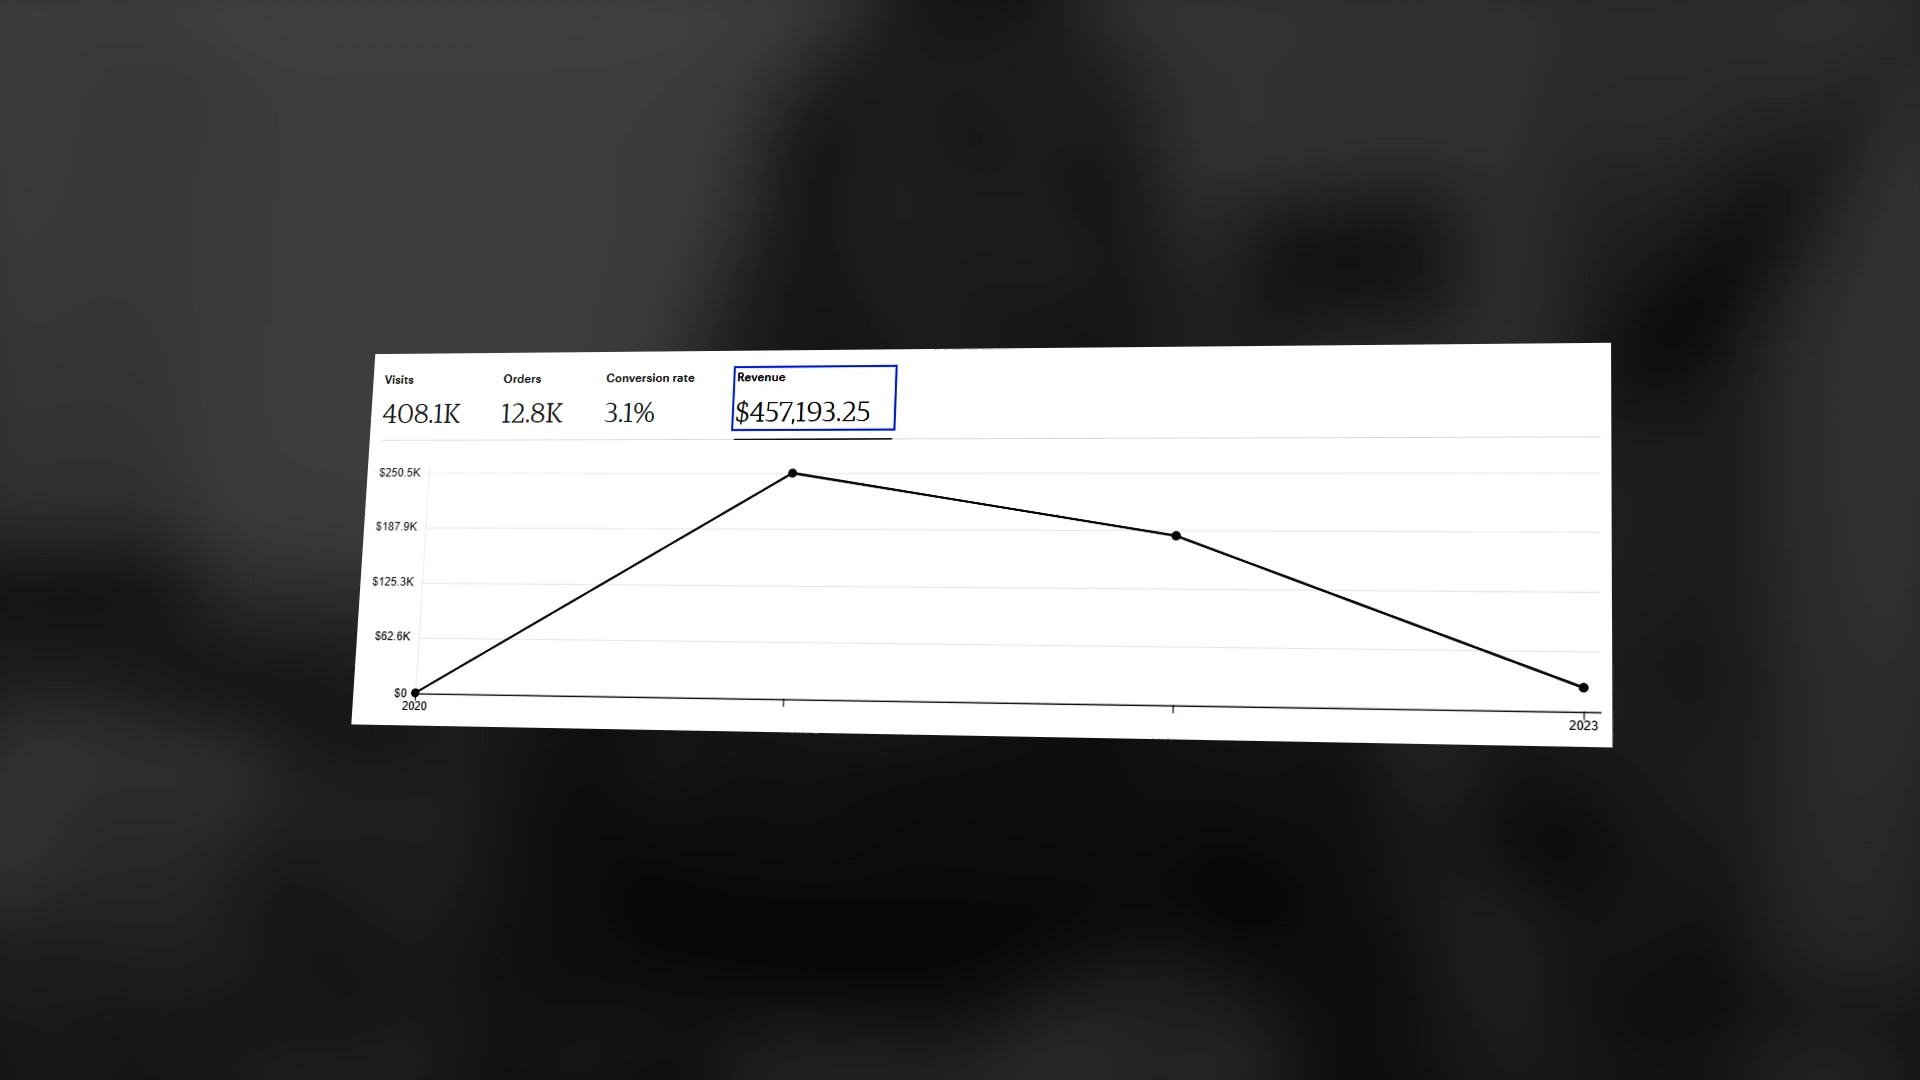 Visits Orders Conversion rate Revenue
408.1K 12.8K 3.1% $457,193.25
$250.5K
$187.9K
$125.3K
$62.6K
$0
2020 2023